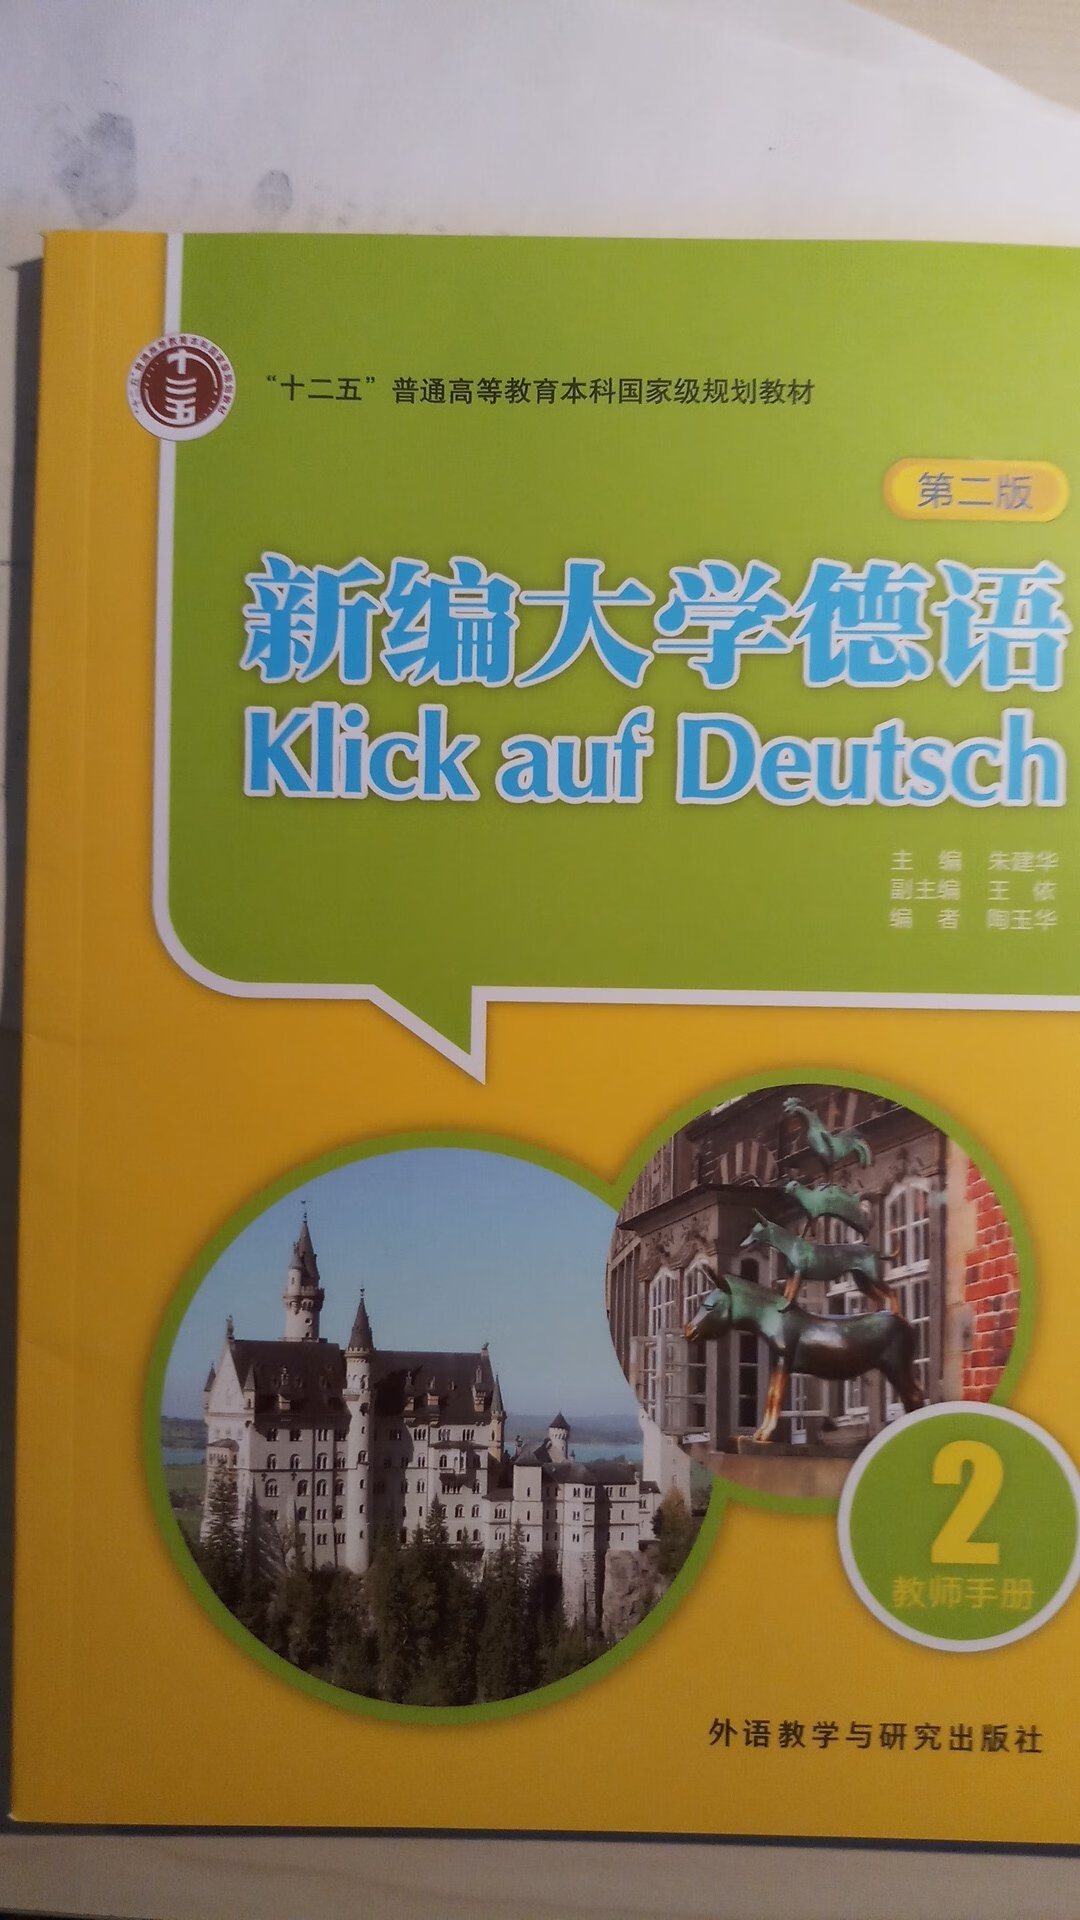 “十二五”普通高等教育本科国家级规划教材
十二五
第二版
新编大学德语
Klick auf Deutsch
主 编 朱建华
副主编 王 依
编 者 陶玉华
2
教师手册
外语教学与研究出版社